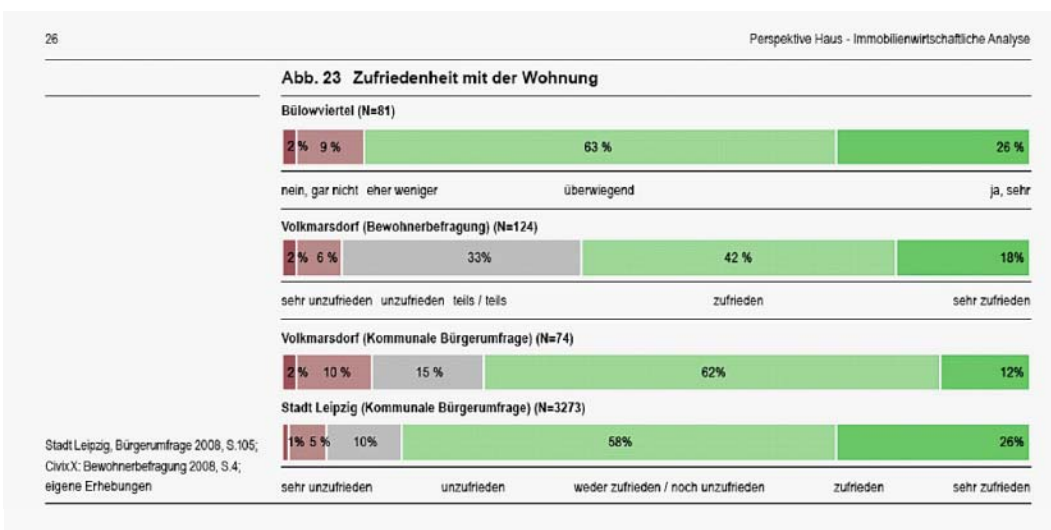 26
Perspektive Haus - Immobilienwirtschaftliche Analyse
Abb. 23 Zufriedenheit mit der Wohnung
Bülowviertel (N=81)
2 % 9 % 63 % 26 %
nein, gar nicht eher weniger überwiegend ja, sehr
Volkmarsdorf (Bewohnerbefragung) (N=124)
2 % 6 % 33% 42 % 18%
sehr unzufrieden unzufrieden teils / teils zufrieden sehr zufrieden
Volkmarsdorf (Kommunale Bürgerumfrage) (N=74)
2 % 10 % 15 % 62% 12%
Stadt Leipzig (Kommunale Bürgerumfrage) (N=3273)
1% 5 % 10% 58% 26%
sehr unzufrieden unzufrieden weder zufrieden / noch unzufrieden zufrieden sehr zufrieden
Stadt Leipzig, Bürgerumfrage 2008, S.105;
CivixX: Bewohnerbefragung 2008, S.4;
eigene Erhebungen